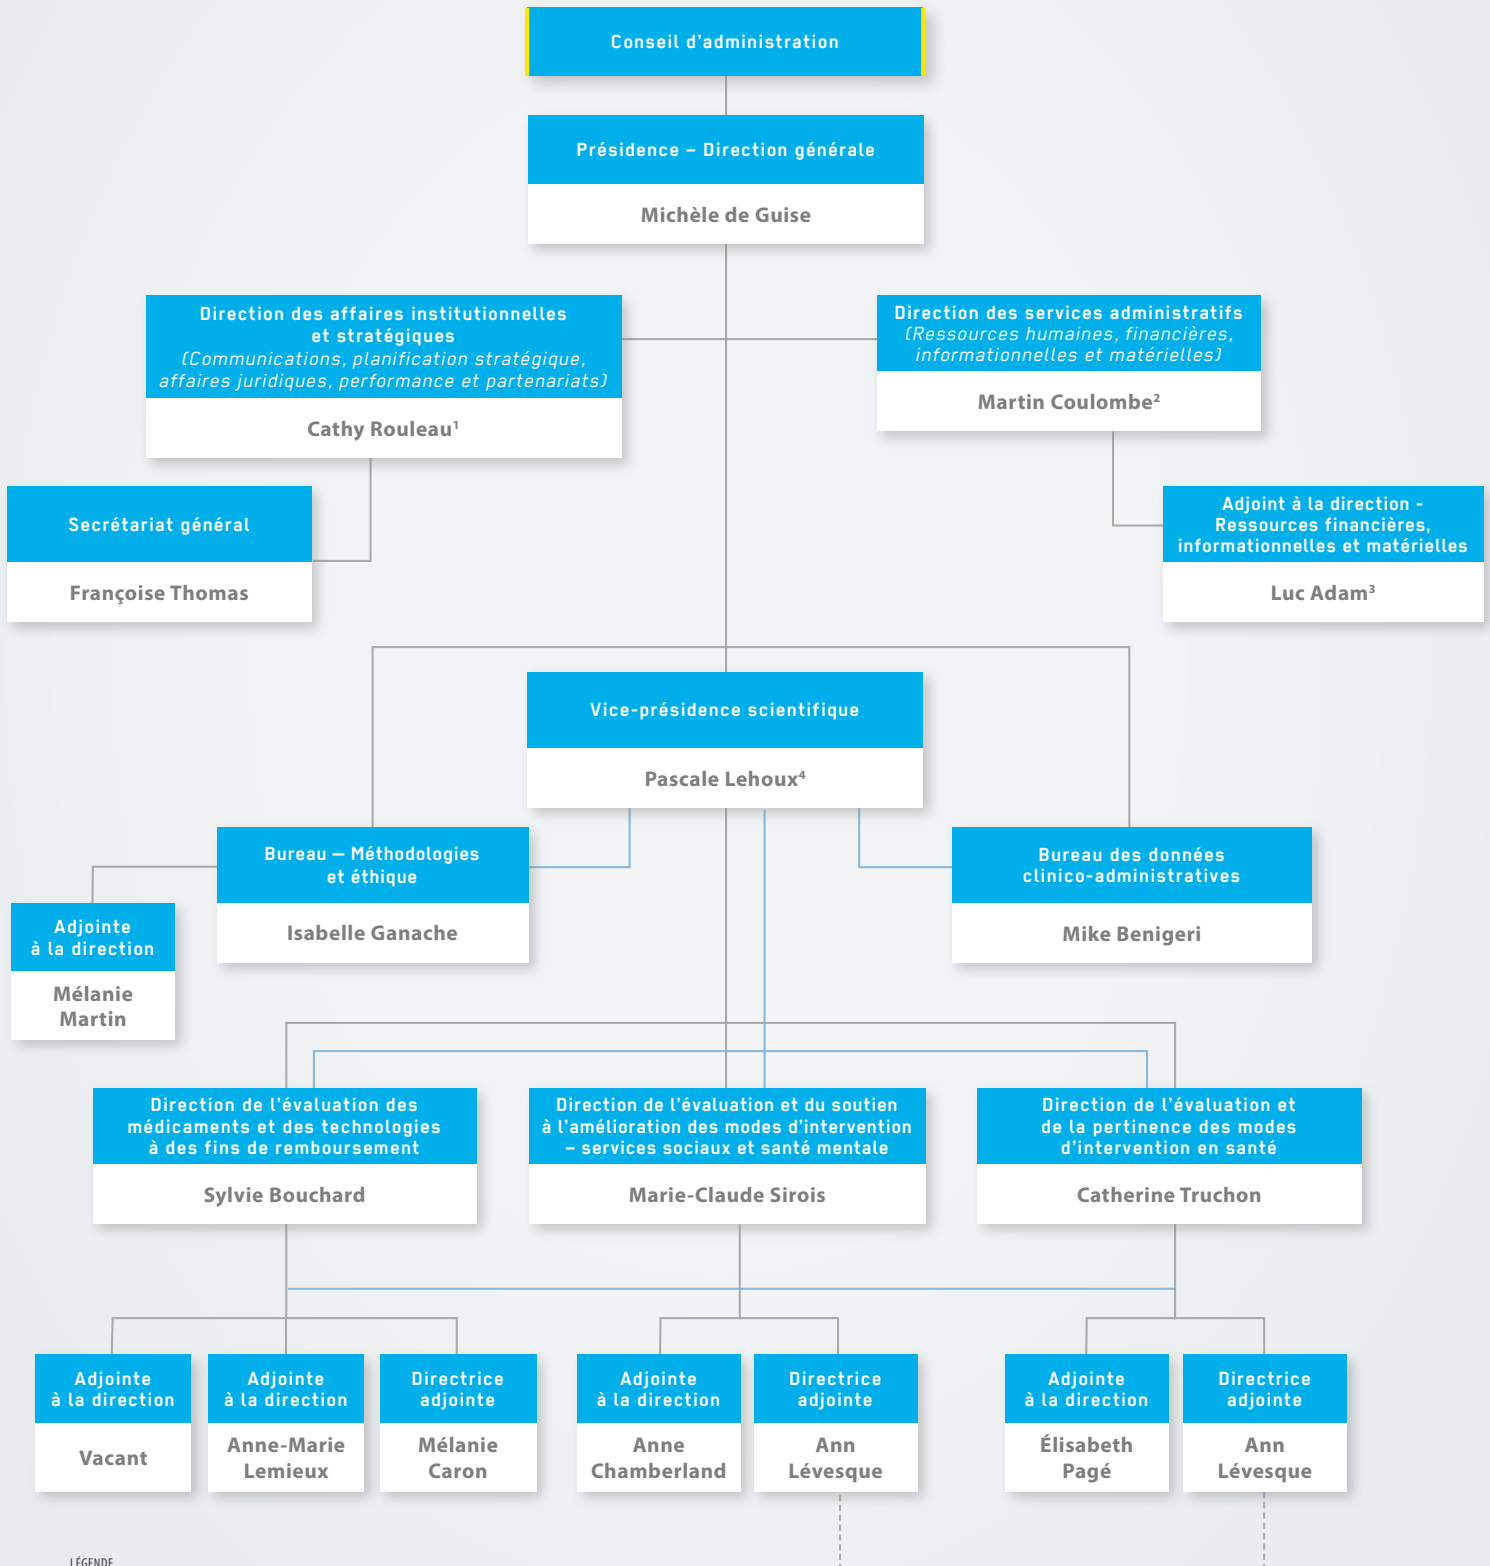 Conseil d'administration
Présidence – Direction générale
Michèle de Guise
Direction des affaires institutionnelles
et stratégiques
(Communications, planification stratégique,
affaires juridiques, performance et partenariats)
Cathy Rouleau¹
Direction des services administratifs
(Ressources humaines, financières,
informationnelles et matérielles)
Martin Coulombe²
Secrétariat général
Françoise Thomas
Adjoint à la direction -
Ressources financières,
informationnelles et matérielles
Luc Adam³
Vice-présidence scientifique
Pascale Lehoux⁴
Bureau – Méthodologies
et éthique
Isabelle Ganache
Bureau des données
clinico-administratives
Mike Benigeri
Adjointe
à la direction
Mélanie
Martin
Direction de l'évaluation des
médicaments et des technologies
à des fins de remboursement
Sylvie Bouchard
Direction de l'évaluation et du soutien
à l'amélioration des modes d'intervention
– services sociaux et santé mentale
Marie-Claude Sirois
Direction de l'évaluation et
de la pertinence des modes
d'intervention en santé
Catherine Truchon
Adjointe
à la direction
Vacant
Adjointe
à la direction
Anne-Marie
Lemieux
Directrice
adjointe
Mélanie
Caron
Adjointe
à la direction
Anne
Chamberland
Directrice
adjointe
Ann
Lévesque
Adjointe
à la direction
Élisabeth
Pagé
Directrice
adjointe
Ann
Lévesque
LÉGENDE